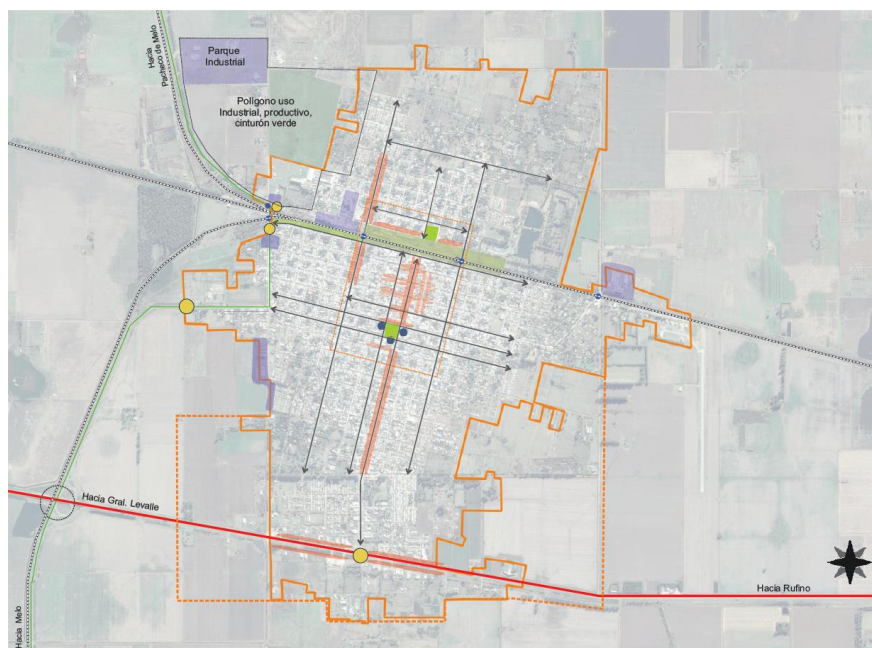 Hacia
Pacheco de Melo
Parque
Industrial
Polígono uso
Industrial, productivo,
cinturón verde
Hacia Gral. Levalle
Hacia Rufino
Hacia Melo